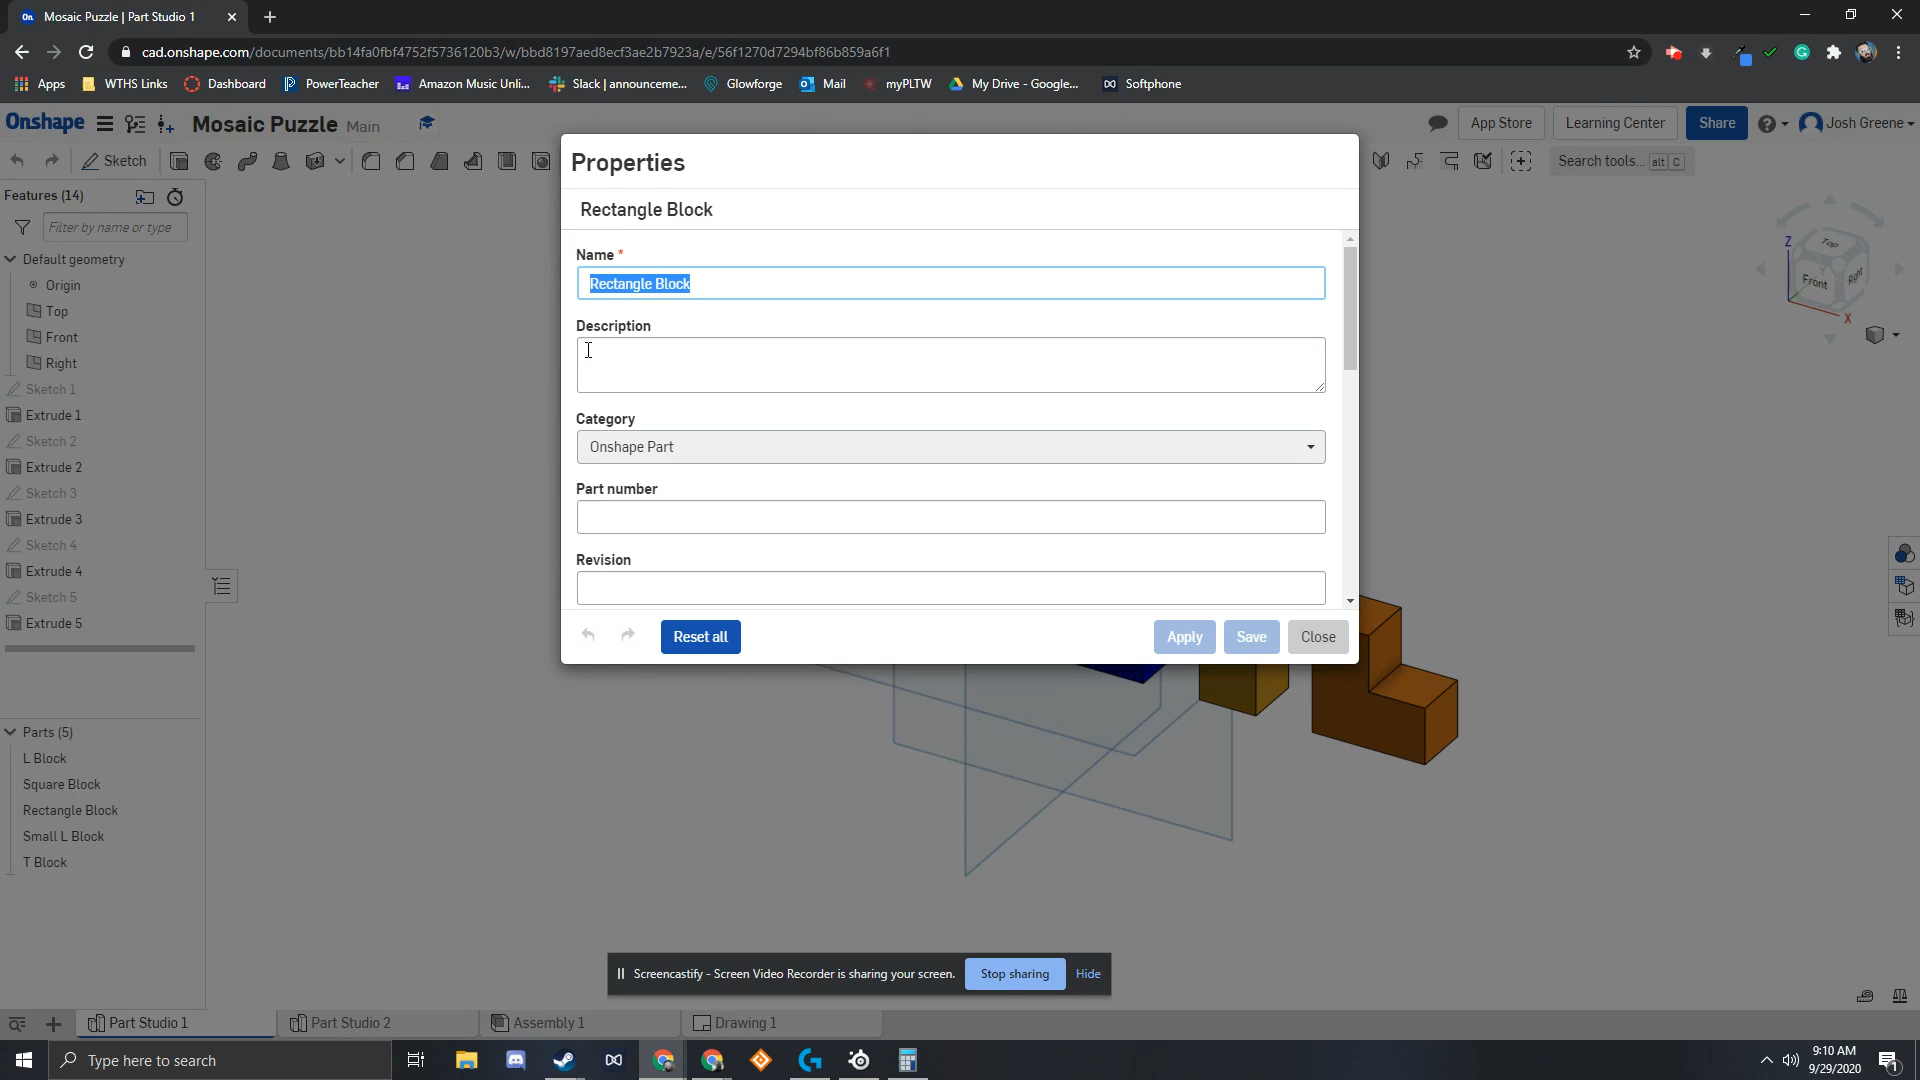 Mosaic Puzzle | Part Studio 1
cad.onshape.com/documents/bb14fa0fbf4752f5736120b3/w/bbd8197aed8ecf3ae2b7923a/e/56f1270d7294bf86b859a6f1
Apps WTHS Links Dashboard PowerTeacher Amazon Music Unli... Slack | announceme... Glowforge Mail myPLTW My Drive - Google... Softphone
Onshape Mosaic Puzzle Main App Store Learning Center Share Josh Greene
Sketch Search tools... alt C
Features (14)
Filter by name or type
Default geometry
Origin
Top
Front
Right
Sketch 1
Extrude 1
Sketch 2
Extrude 2
Sketch 3
Extrude 3
Sketch 4
Extrude 4
Sketch 5
Extrude 5
Parts (5)
L Block
Square Block
Rectangle Block
Small L Block
T Block
Properties
Rectangle Block
Name *
Rectangle Block
Description
Category
Onshape Part
Part number
Revision
Reset all Apply Save Close
Z
Top
Front
Right
X
Screencastify - Screen Video Recorder is sharing your screen. Stop sharing Hide
Part Studio 1 Part Studio 2 Assembly 1 Drawing 1
Type here to search
9:10 AM
9/29/2020
1